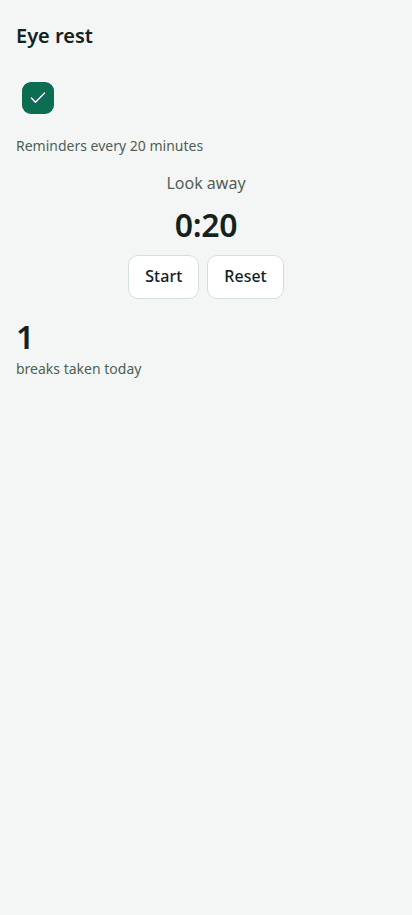 Eye rest
Reminders every 20 minutes
Look away
0:20
Start Reset
1
breaks taken today